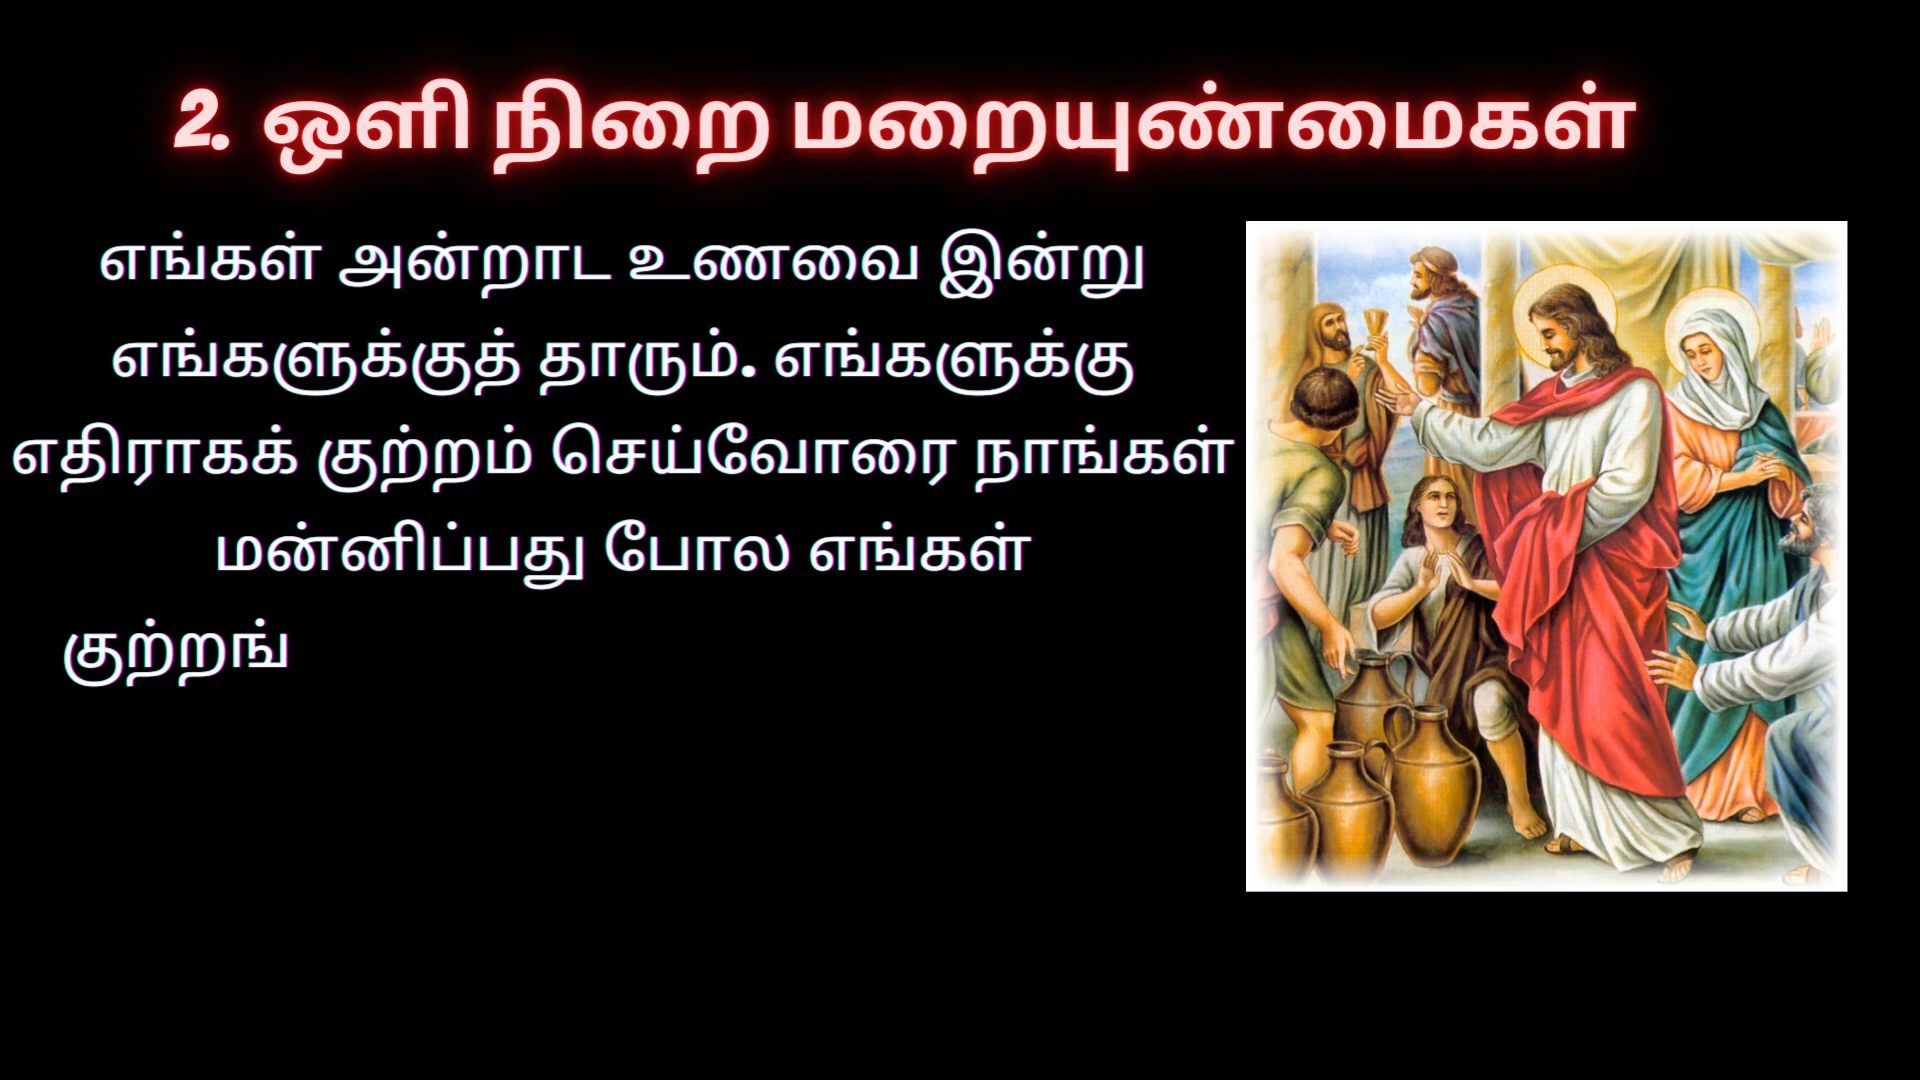 2. ஒளி நிறை மறையுண்மைகள்
எங்கள் அன்றாட உணவை இன்று
எங்களுக்குத் தாரும். எங்களுக்கு
எதிராகக் குற்றம் செய்வோரை நாங்கள்
மன்னிப்பது போல எங்கள்
குற்றங்